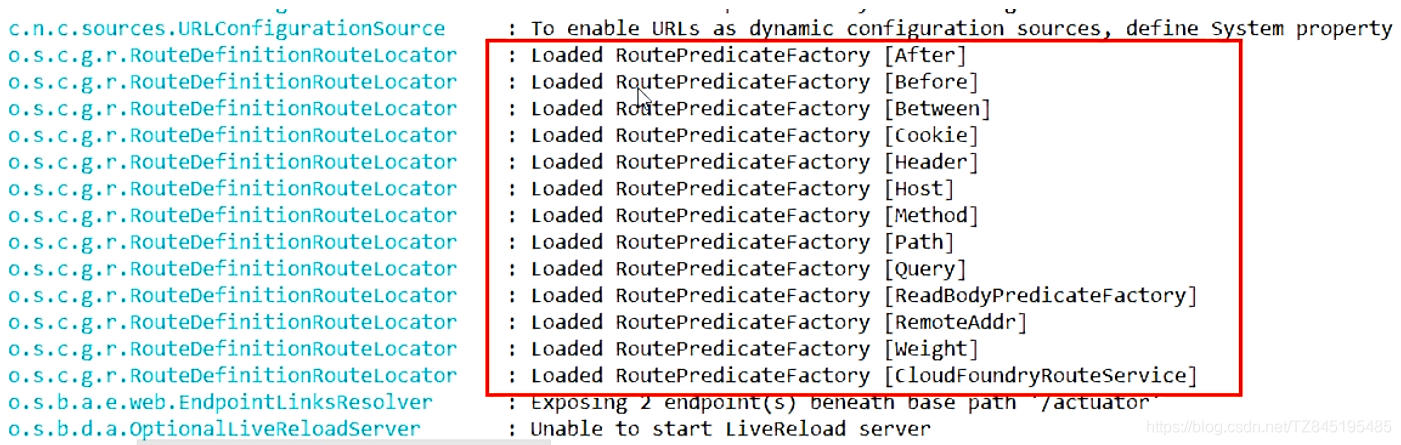 c.n.c.sources.URLConfigurationSource : To enable URLs as dynamic configuration sources, define System property
o.s.c.g.r.RouteDefinitionRouteLocator : Loaded RoutePredicateFactory [After]
o.s.c.g.r.RouteDefinitionRouteLocator : Loaded RoutePredicateFactory [Before]
o.s.c.g.r.RouteDefinitionRouteLocator : Loaded RoutePredicateFactory [Between]
o.s.c.g.r.RouteDefinitionRouteLocator : Loaded RoutePredicateFactory [Cookie]
o.s.c.g.r.RouteDefinitionRouteLocator : Loaded RoutePredicateFactory [Header]
o.s.c.g.r.RouteDefinitionRouteLocator : Loaded RoutePredicateFactory [Host]
o.s.c.g.r.RouteDefinitionRouteLocator : Loaded RoutePredicateFactory [Method]
o.s.c.g.r.RouteDefinitionRouteLocator : Loaded RoutePredicateFactory [Path]
o.s.c.g.r.RouteDefinitionRouteLocator : Loaded RoutePredicateFactory [Query]
o.s.c.g.r.RouteDefinitionRouteLocator : Loaded RoutePredicateFactory [ReadBodyPredicateFactory]
o.s.c.g.r.RouteDefinitionRouteLocator : Loaded RoutePredicateFactory [RemoteAddr]
o.s.c.g.r.RouteDefinitionRouteLocator : Loaded RoutePredicateFactory [Weight]
o.s.c.g.r.RouteDefinitionRouteLocator : Loaded RoutePredicateFactory [CloudFoundryRouteService]
o.s.b.a.e.web.EndpointLinksResolver : Exposing 2 endpoint(s) beneath base path '/actuator'
o.s.b.d.a.OptionalLiveReloadServer : Unable to start LiveReload server
https://blog.csdn.net/TZ845195485